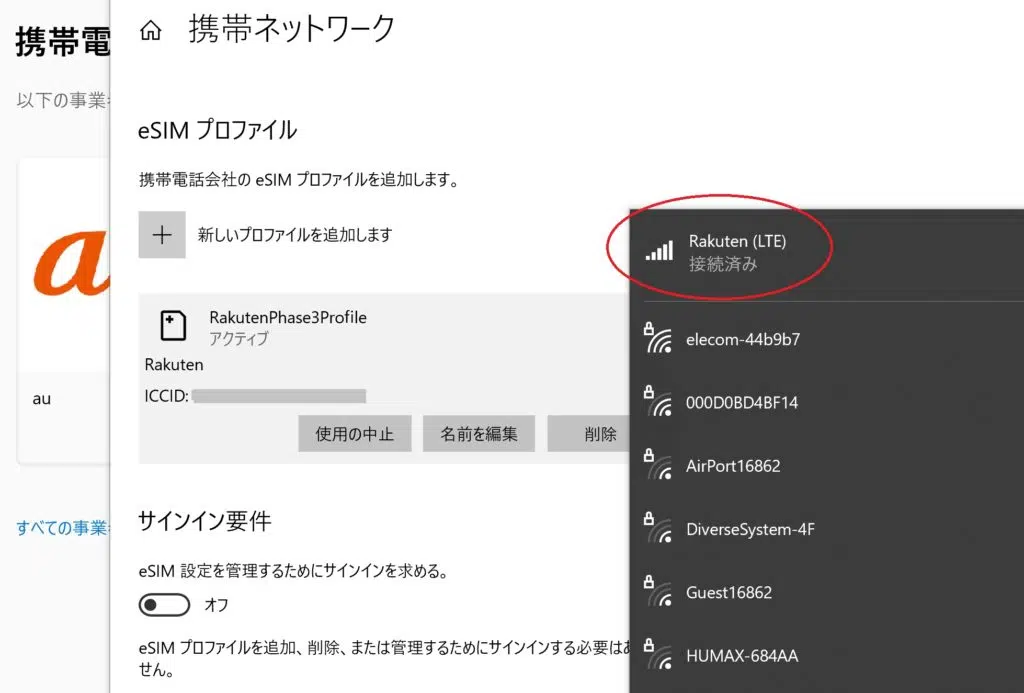 携帯電
以下の事業
a
au
すべての事業
携帯ネットワーク
eSIM プロファイル
携帯電話会社の eSIM プロファイルを追加します。
新しいプロファイルを追加します
RakutenPhase3Profile
アクティブ
Rakuten
ICCID:
使用の中止
名前を編集
削除
サインイン要件
eSIM 設定を管理するためにサインインを求める。
オフ
eSIM プロファイルを追加、削除、または管理するためにサインインする必要はあ
せん。
Rakuten (LTE)
接続済み
elecom-44b9b7
000D0BD4BF14
AirPort16862
DiverseSystem-4F
Guest16862
HUMAX-684AA